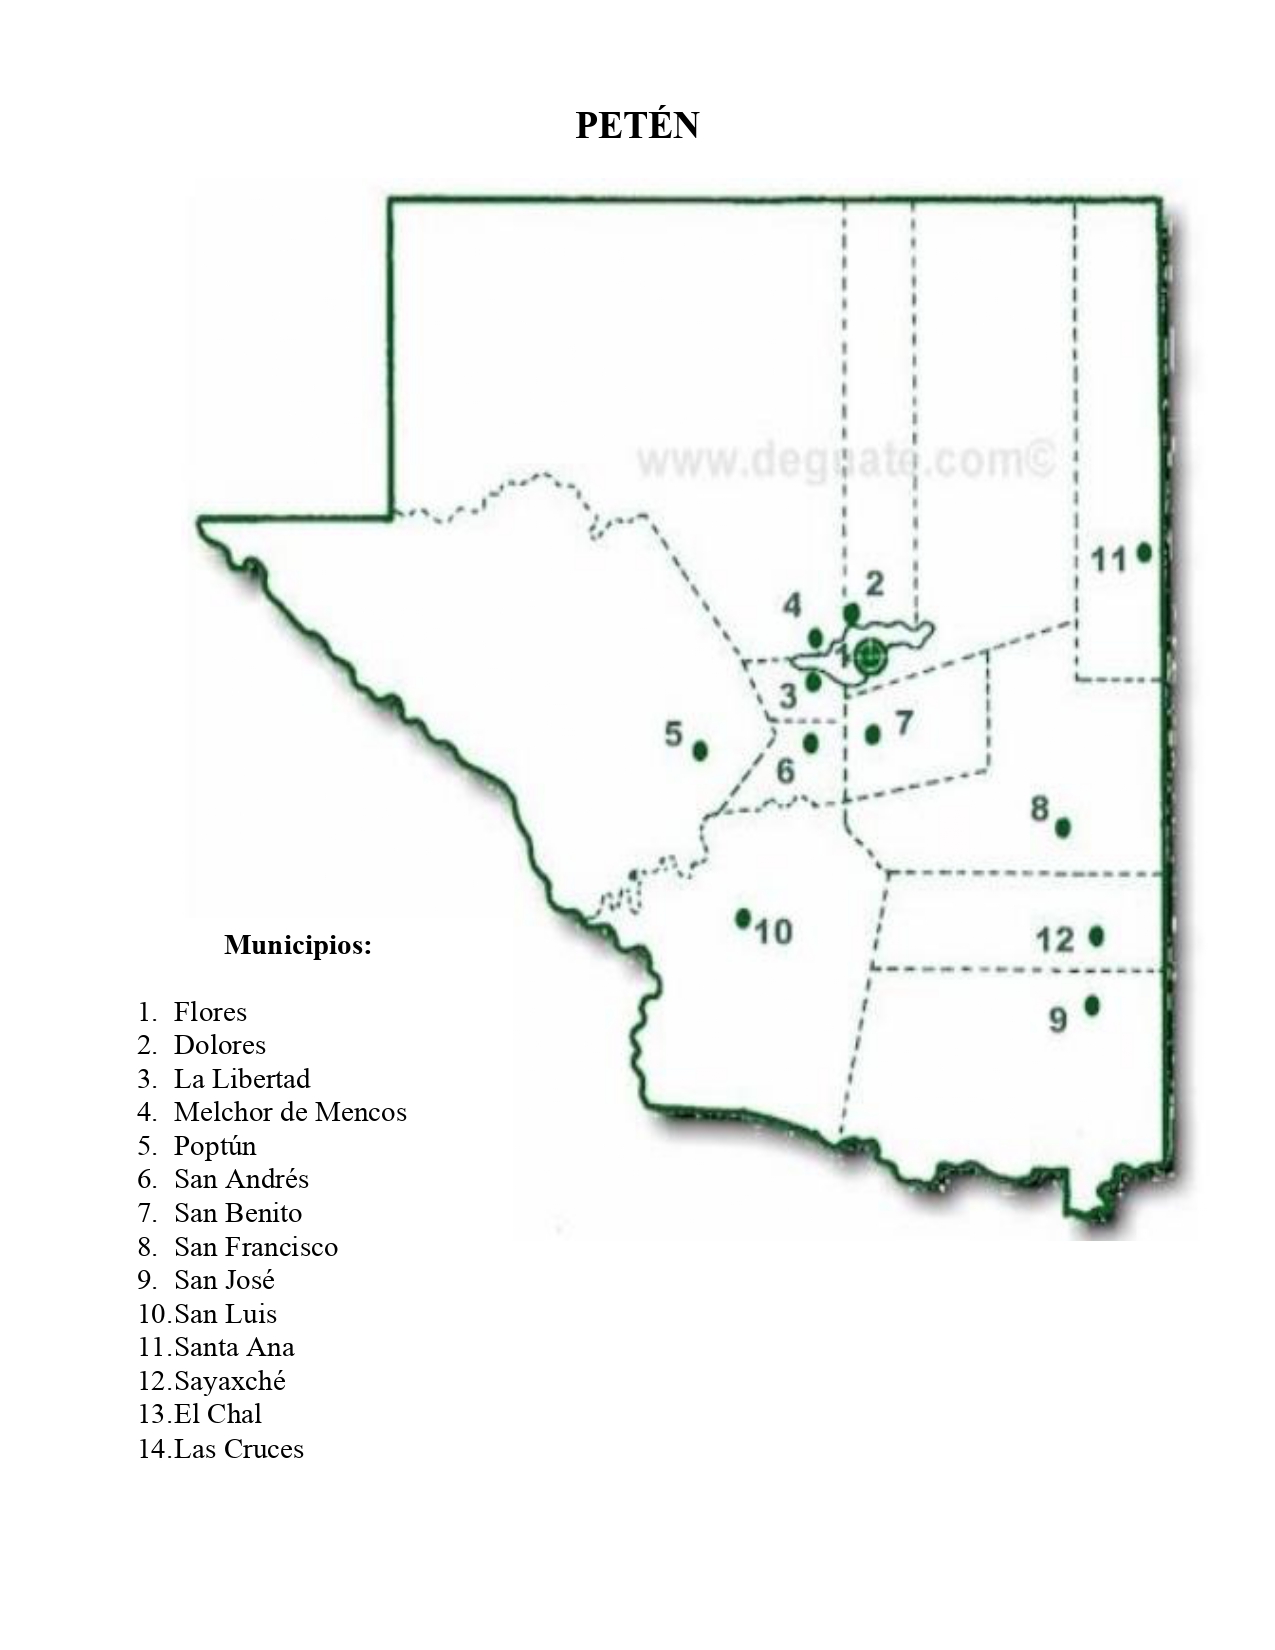 PETÉN
www.deguate.com©
11
2
4
1
3
7
5
6
8
10
12
9
Municipios:
1. Flores
2. Dolores
3. La Libertad
4. Melchor de Mencos
5. Poptún
6. San Andrés
7. San Benito
8. San Francisco
9. San José
10. San Luis
11. Santa Ana
12. Sayaxché
13. El Chal
14. Las Cruces